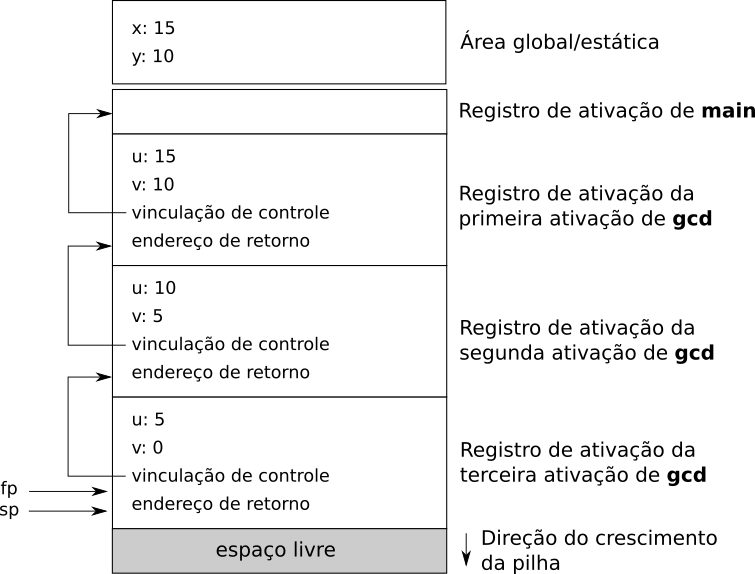 x: 15
y: 10
Área global/estática
Registro de ativação de main
u: 15
v: 10
vinculação de controle
endereço de retorno
Registro de ativação da
primeira ativação de gcd
u: 10
v: 5
vinculação de controle
endereço de retorno
Registro de ativação da
segunda ativação de gcd
u: 5
v: 0
vinculação de controle
endereço de retorno
Registro de ativação da
terceira ativação de gcd
fp
sp
espaço livre
Direção do crescimento
da pilha